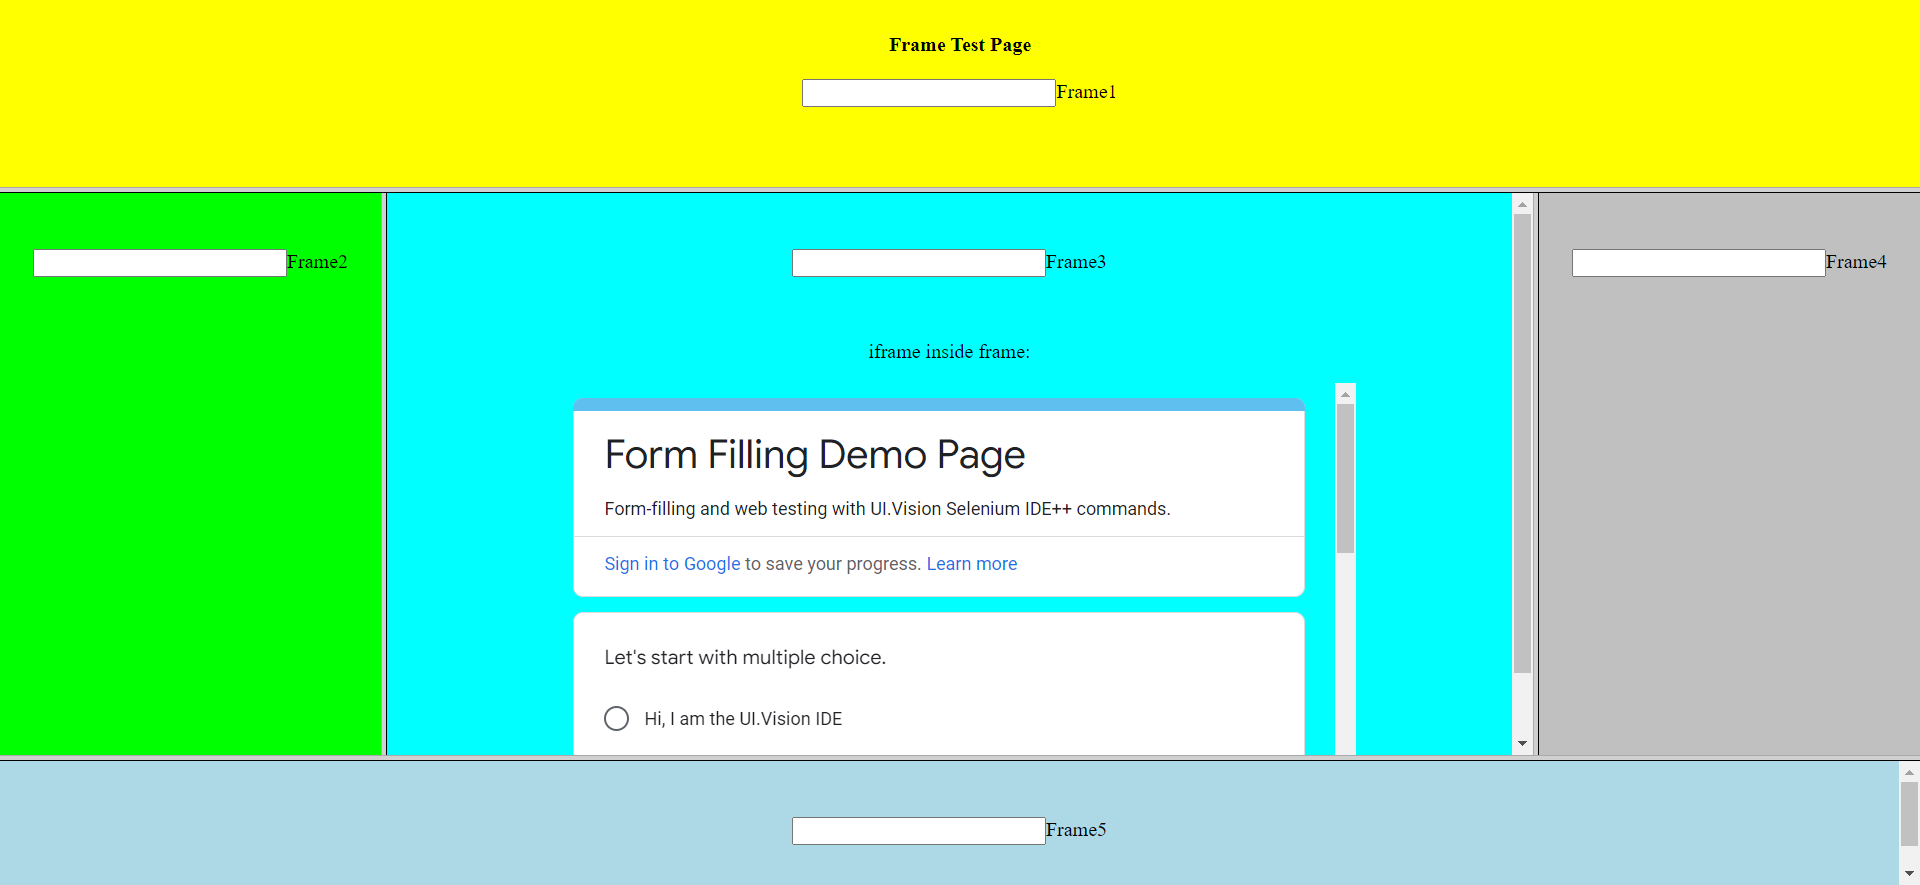 Frame Test Page
Frame1
Frame2
Frame3
Frame4
iframe inside frame:
Form Filling Demo Page
Form-filling and web testing with UI.Vision Selenium IDE++ commands.
Sign in to Google to save your progress. Learn more
Let's start with multiple choice.
Hi, I am the UI.Vision IDE
Frame5